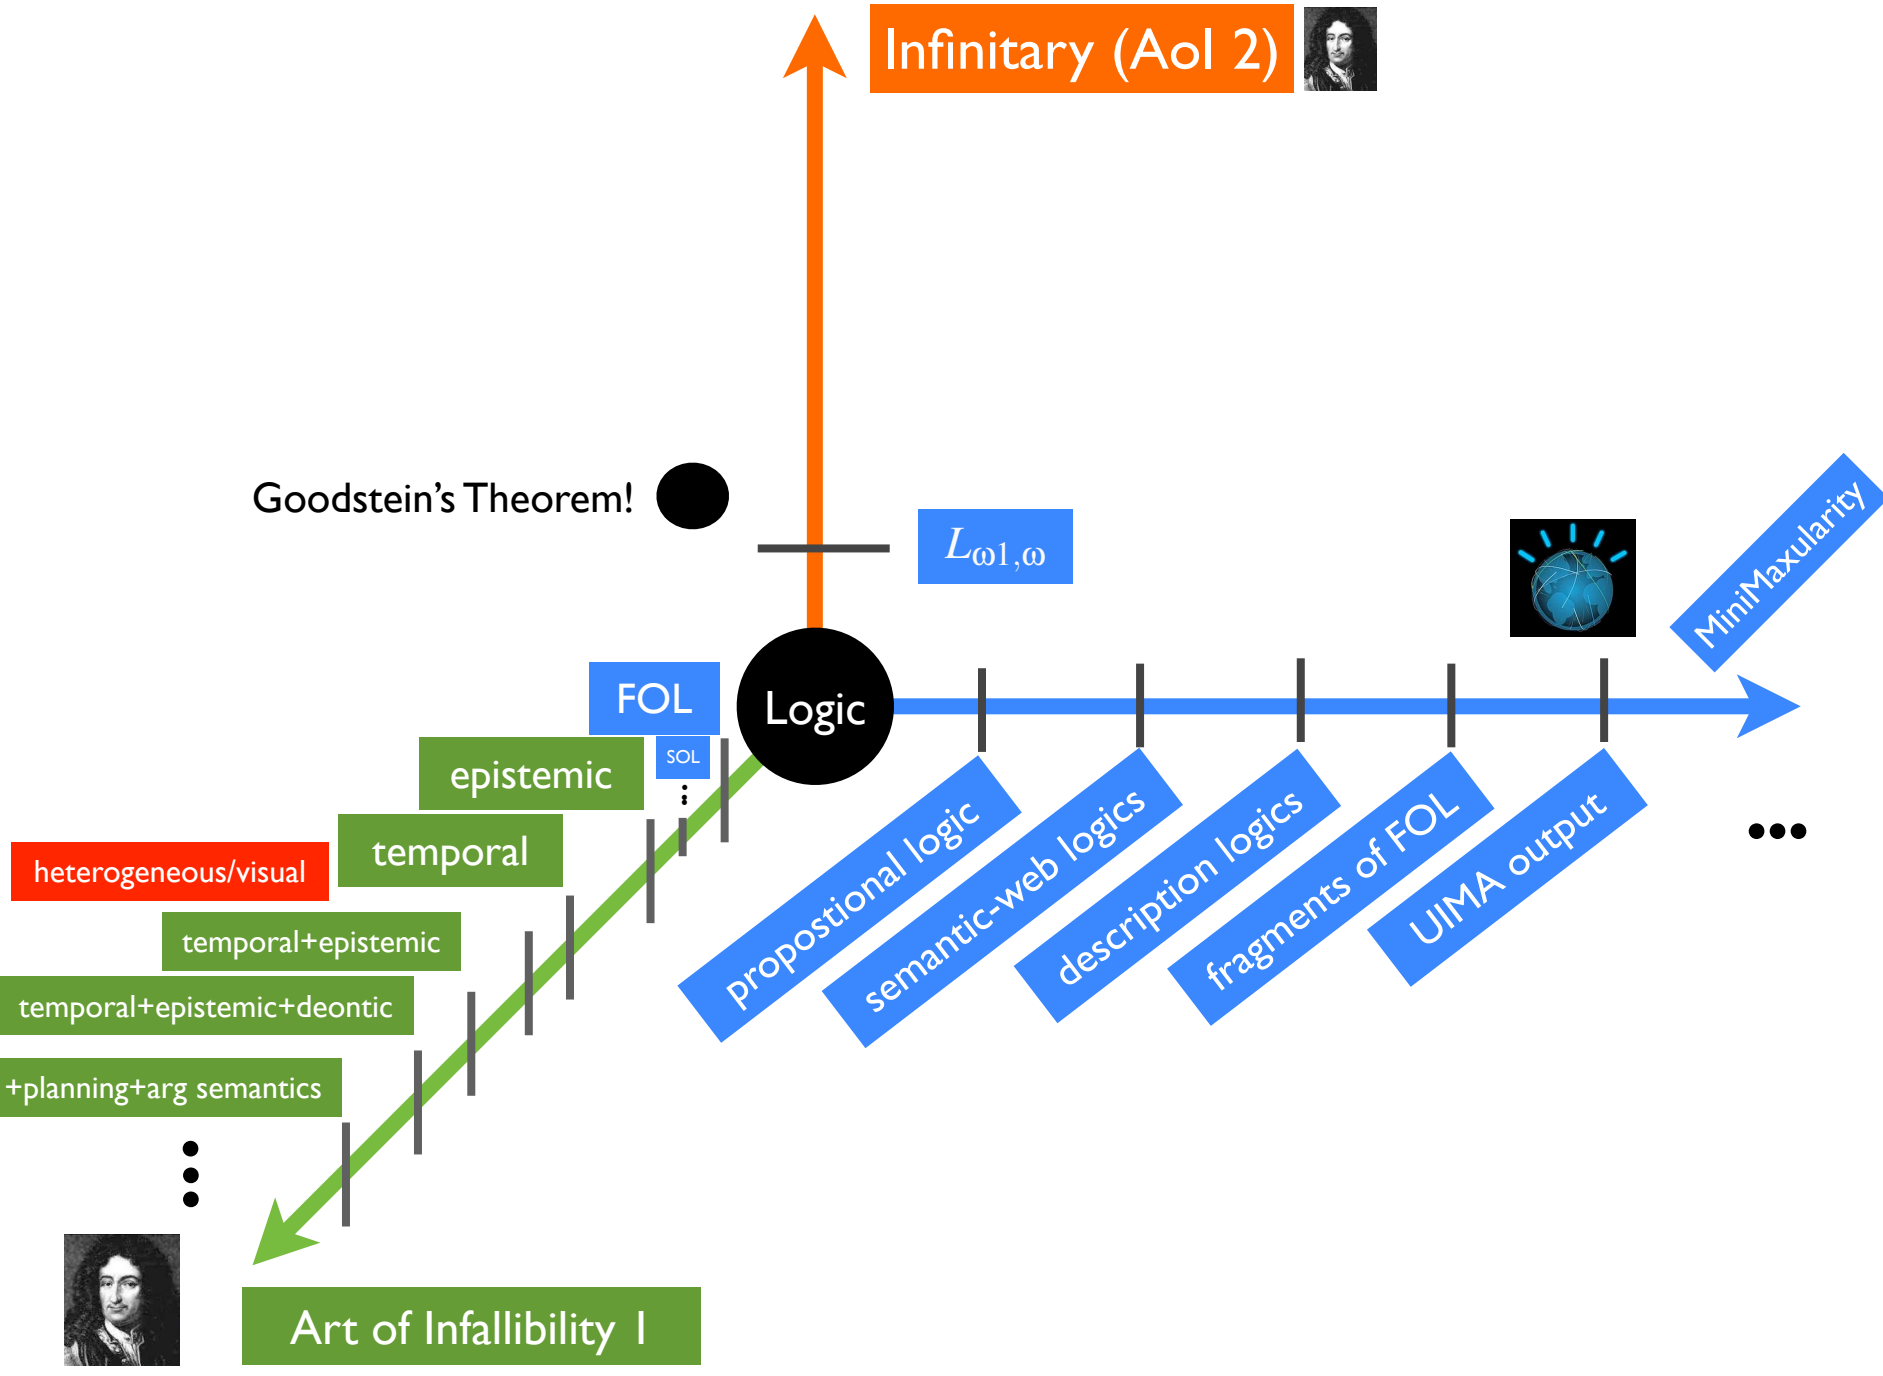 Infinitary (AoI 2)
Goodstein's Theorem!
Lω1,ω
MiniMaxularity
FOL
Logic
SOL
epistemic
temporal
heterogeneous/visual
temporal+epistemic
temporal+epistemic+deontic
+planning+arg semantics
propostional logic
semantic-web logics
description logics
fragments of FOL
UIMA output
•••
Art of Infallibility 1